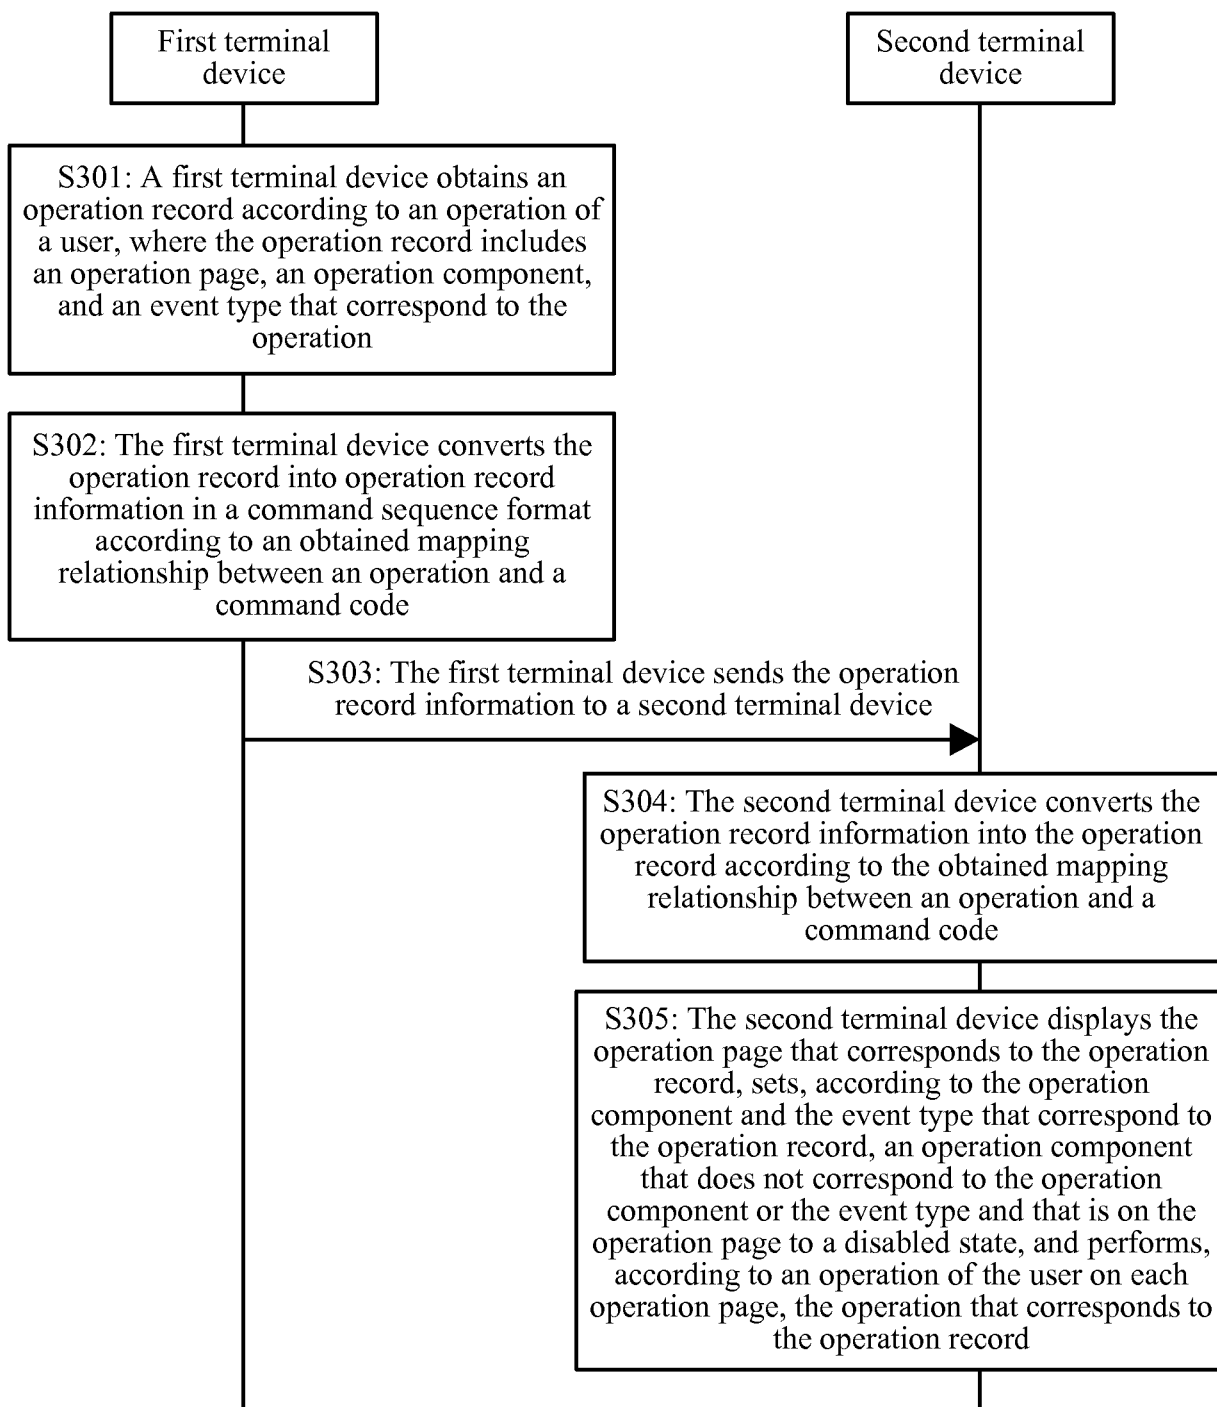 First terminal
device
Second terminal
device
S301: A first terminal device obtains an
operation record according to an operation of
a user, where the operation record includes
an operation page, an operation component,
and an event type that correspond to the
operation
S302: The first terminal device converts the
operation record into operation record
information in a command sequence format
according to an obtained mapping
relationship between an operation and a
command code
S303: The first terminal device sends the operation
record information to a second terminal device
S304: The second terminal device converts the
operation record information into the operation
record according to the obtained mapping
relationship between an operation and a
command code
S305: The second terminal device displays the
operation page that corresponds to the operation
record, sets, according to the operation
component and the event type that correspond to
the operation record, an operation component
that does not correspond to the operation
component or the event type and that is on the
operation page to a disabled state, and performs,
according to an operation of the user on each
operation page, the operation that corresponds to
the operation record